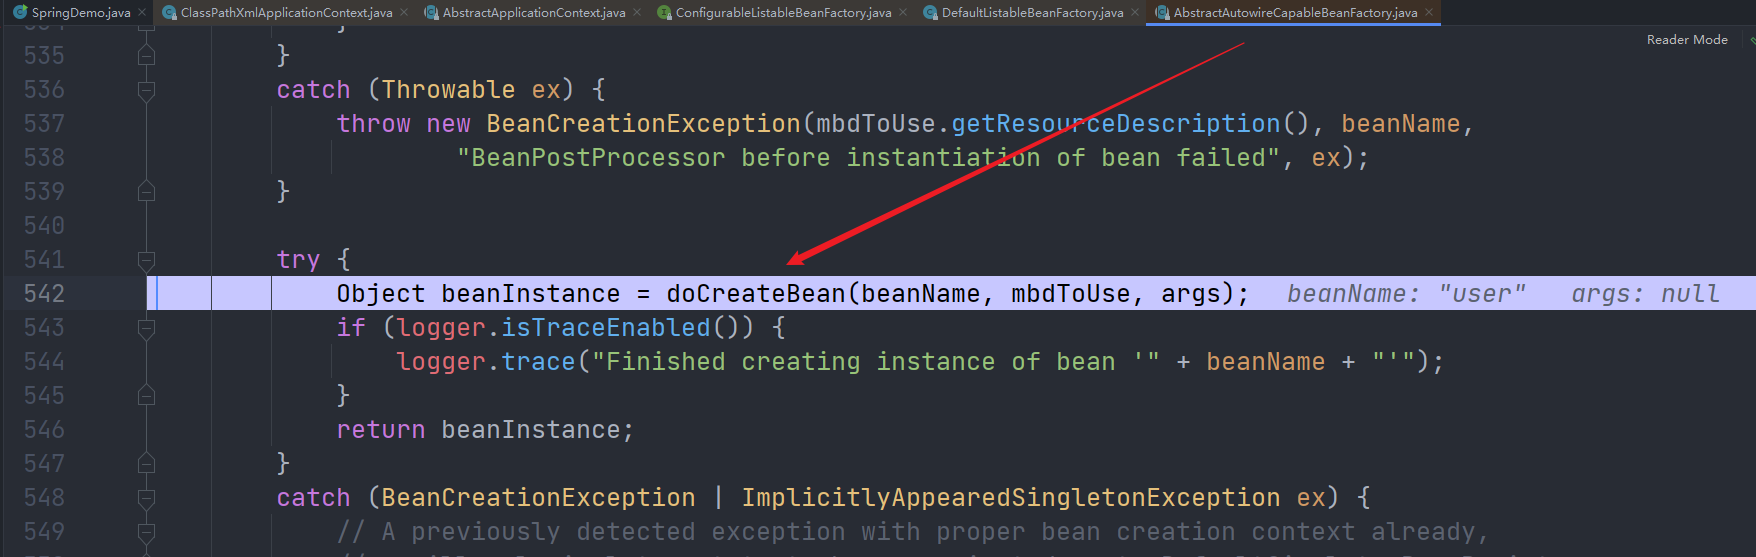 SpringDemo.java ClassPathXmlApplicationContext.java AbstractApplicationContext.java ConfigurableListableBeanFactory.java DefaultListableBeanFactory.java AbstractAutowireCapableBeanFactory.java
Reader Mode
535 }
536 catch (Throwable ex) {
537 throw new BeanCreationException(mbdToUse.getResourceDescription(), beanName,
538 "BeanPostProcessor before instantiation of bean failed", ex);
539 }
540
541 try {
542 Object beanInstance = doCreateBean(beanName, mbdToUse, args); beanName: "user" args: null
543 if (logger.isTraceEnabled()) {
544 logger.trace("Finished creating instance of bean '" + beanName + "'");
545 }
546 return beanInstance;
547 }
548 catch (BeanCreationException | ImplicitlyAppearedSingletonException ex) {
549 // A previously detected exception with proper bean creation context already,